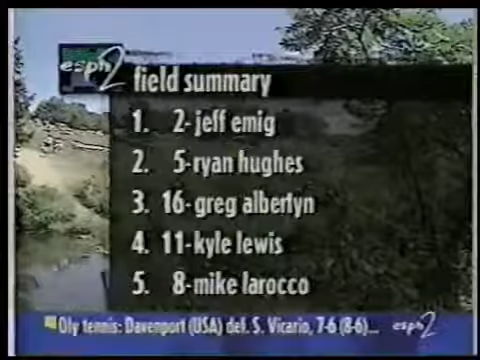 espn2
field summary
1. 2- jeff emig
2. 5- ryan hughes
3. 16- greg albertyn
4. 11- kyle lewis
5. 8- mike larocco
Oly tennis: Davenport (USA) def. S. Vicario, 7-6 (8-6)... espn2